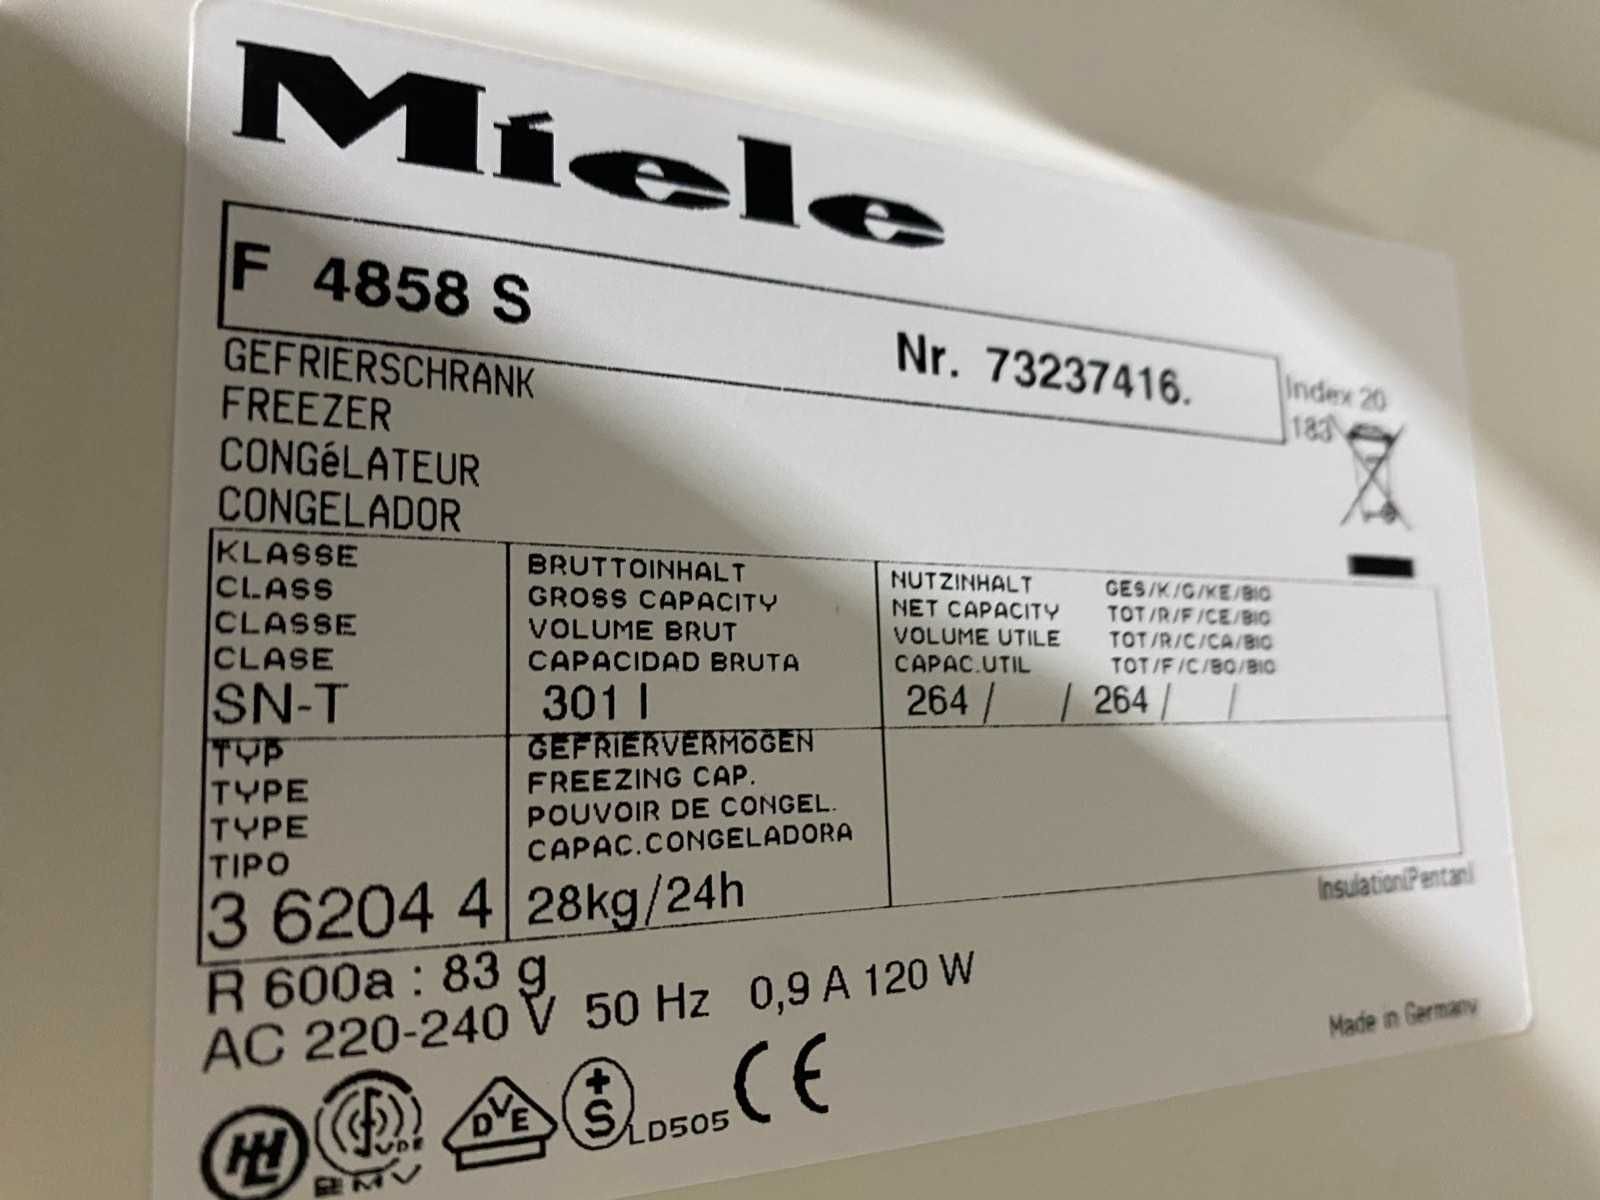 Miele
F 4858 S
Nr. 73237416.
Index 20
183
GEFRIERSCHRANK
FREEZER
CONGéLATEUR
CONGELADOR
KLASSE
CLASS
CLASSE
CLASE
SN-T
BRUTTOINHALT
GROSS CAPACITY
VOLUME BRUT
CAPACIDAD BRUTA
301 l
NUTZINHALT GES/K/G/KE/BIO
NET CAPACITY TOT/R/F/CE/BIO
VOLUME UTILE TOT/R/C/CA/BIO
CAPAC.UTIL TOT/F/C/BO/BIO
264 / / 264 / /
TYP
TYPE
TYPE
TIPO
3 6204 4
GEFRIERVERMöGEN
FREEZING CAP.
POUVOIR DE CONGEL.
CAPAC.CONGELADORA
28kg/24h
Insulation(Pentan)
R 600a : 83 g
AC 220-240 V 50 Hz 0,9 A 120 W
Made in Germany
VDE
EMV
DVE
+S
LD505
CE